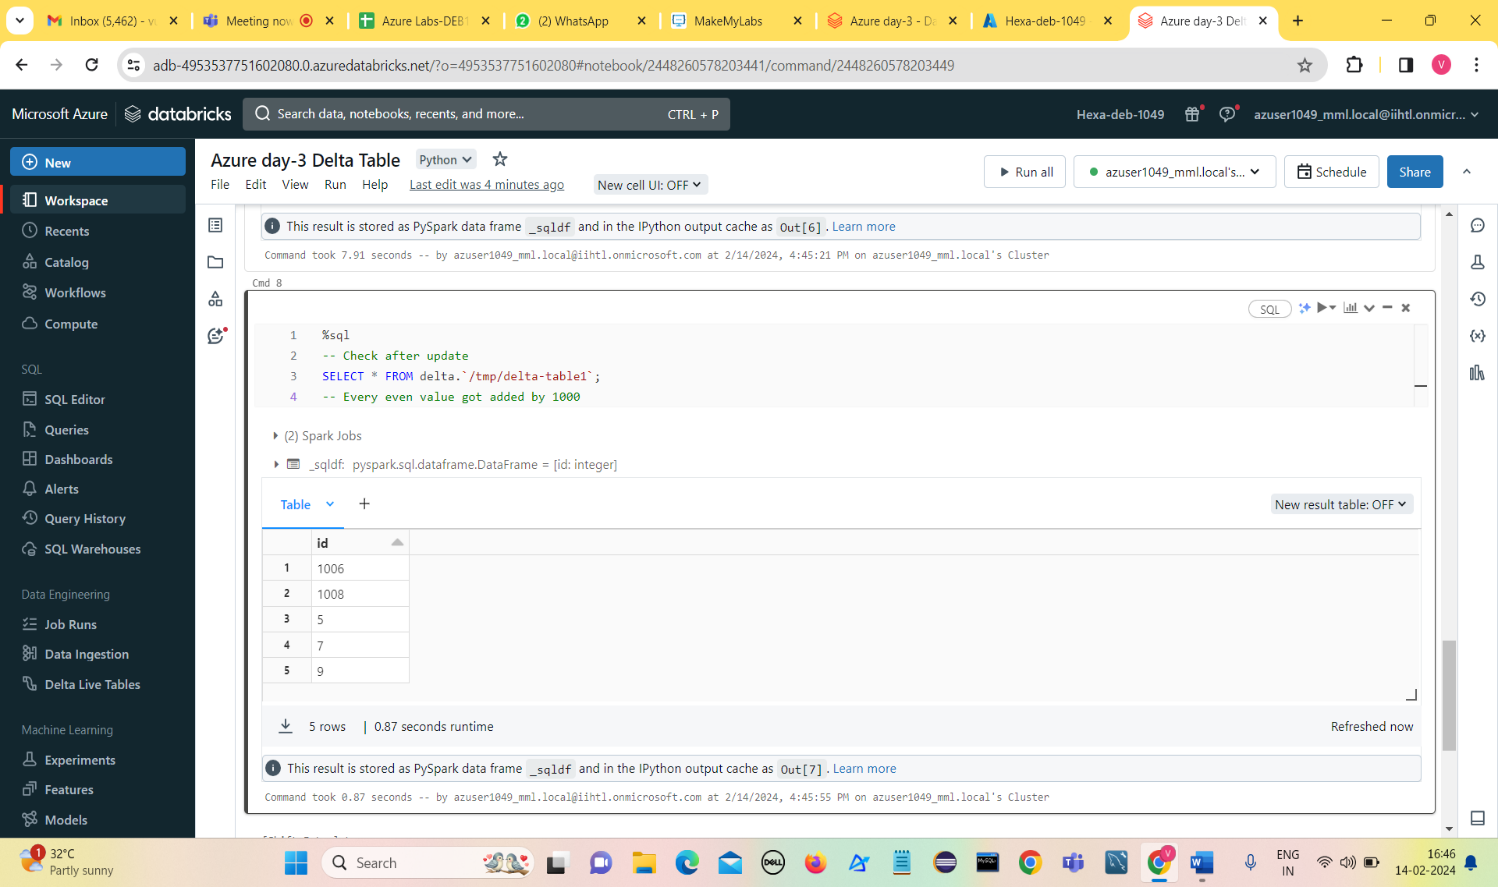 Inbox (5,462) - v
Meeting now
Azure Labs-DEB1
(2) WhatsApp
MakeMyLabs
Azure day-3 - D
Hexa-deb-1049
Azure day-3 Del
adb-4953537751602080.0.azuredatabricks.net/?o=4953537751602080#notebook/2448260578203441/command/2448260578203449
V
Microsoft Azure
databricks
Search data, notebooks, recents, and more...
CTRL + P
Hexa-deb-1049
azuser1049_mml.local@iihtl.onmicr...
New
Workspace
Recents
Catalog
Workflows
Compute
SQL
SQL Editor
Queries
Dashboards
Alerts
Query History
SQL Warehouses
Data Engineering
Job Runs
Data Ingestion
Delta Live Tables
Machine Learning
Experiments
Features
Models
Azure day-3 Delta Table
Python
File Edit View Run Help
Last edit was 4 minutes ago
New cell UI: OFF
Run all
azuser1049_mml.local's...
Schedule
Share
This result is stored as PySpark data frame _sqldf and in the IPython output cache as Out[6] . Learn more
Command took 7.91 seconds -- by azuser1049_mml.local@iihtl.onmicrosoft.com at 2/14/2024, 4:45:21 PM on azuser1049_mml.local's Cluster
Cmd 8
SQL
1 %sql
2 -- Check after update
3 SELECT * FROM delta.`/tmp/delta-table1`;
4 -- Every even value got added by 1000
(2) Spark Jobs
_sqldf: pyspark.sql.dataframe.DataFrame = [id: integer]
Table
+
New result table: OFF
id
1 1006
2 1008
3 5
4 7
5 9
5 rows | 0.87 seconds runtime
Refreshed now
This result is stored as PySpark data frame _sqldf and in the IPython output cache as Out[7] . Learn more
Command took 0.87 seconds -- by azuser1049_mml.local@iihtl.onmicrosoft.com at 2/14/2024, 4:45:55 PM on azuser1049_mml.local's Cluster
1
32°C
Partly sunny
Search
DELL
ENG
IN
16:46
14-02-2024